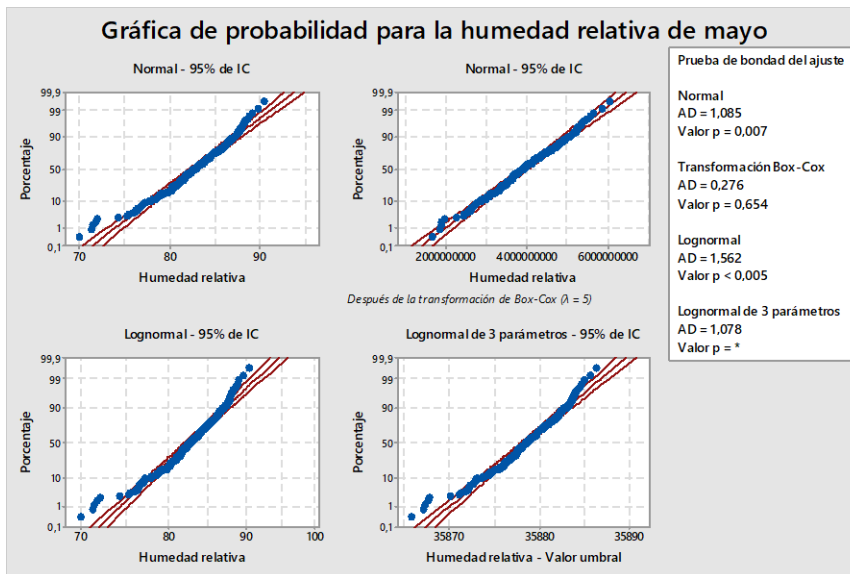 Gráfica de probabilidad para la humedad relativa de mayo
Normal - 95% de IC
99,9
99
90
50
10
1
0,1
Porcentaje
70
80
90
Humedad relativa
Normal - 95% de IC
99,9
99
90
50
10
1
0,1
Porcentaje
2000000000
4000000000
6000000000
Humedad relativa
Después de la transformación de Box-Cox (λ = 5)
Lognormal - 95% de IC
99,9
99
90
50
10
1
0,1
Porcentaje
70
80
90
100
Humedad relativa
Lognormal de 3 parámetros - 95% de IC
99,9
99
90
50
10
1
0,1
Porcentaje
35870
35880
35890
Humedad relativa - Valor umbral
Prueba de bondad del ajuste
Normal
AD = 1,085
Valor p = 0,007
Transformación Box-Cox
AD = 0,276
Valor p = 0,654
Lognormal
AD = 1,562
Valor p < 0,005
Lognormal de 3 parámetros
AD = 1,078
Valor p = *